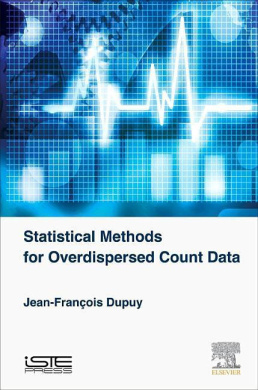 Statistical Methods
for Overdispersed Count Data
Jean-François Dupuy
iSTE
PRESS
ELSEVIER